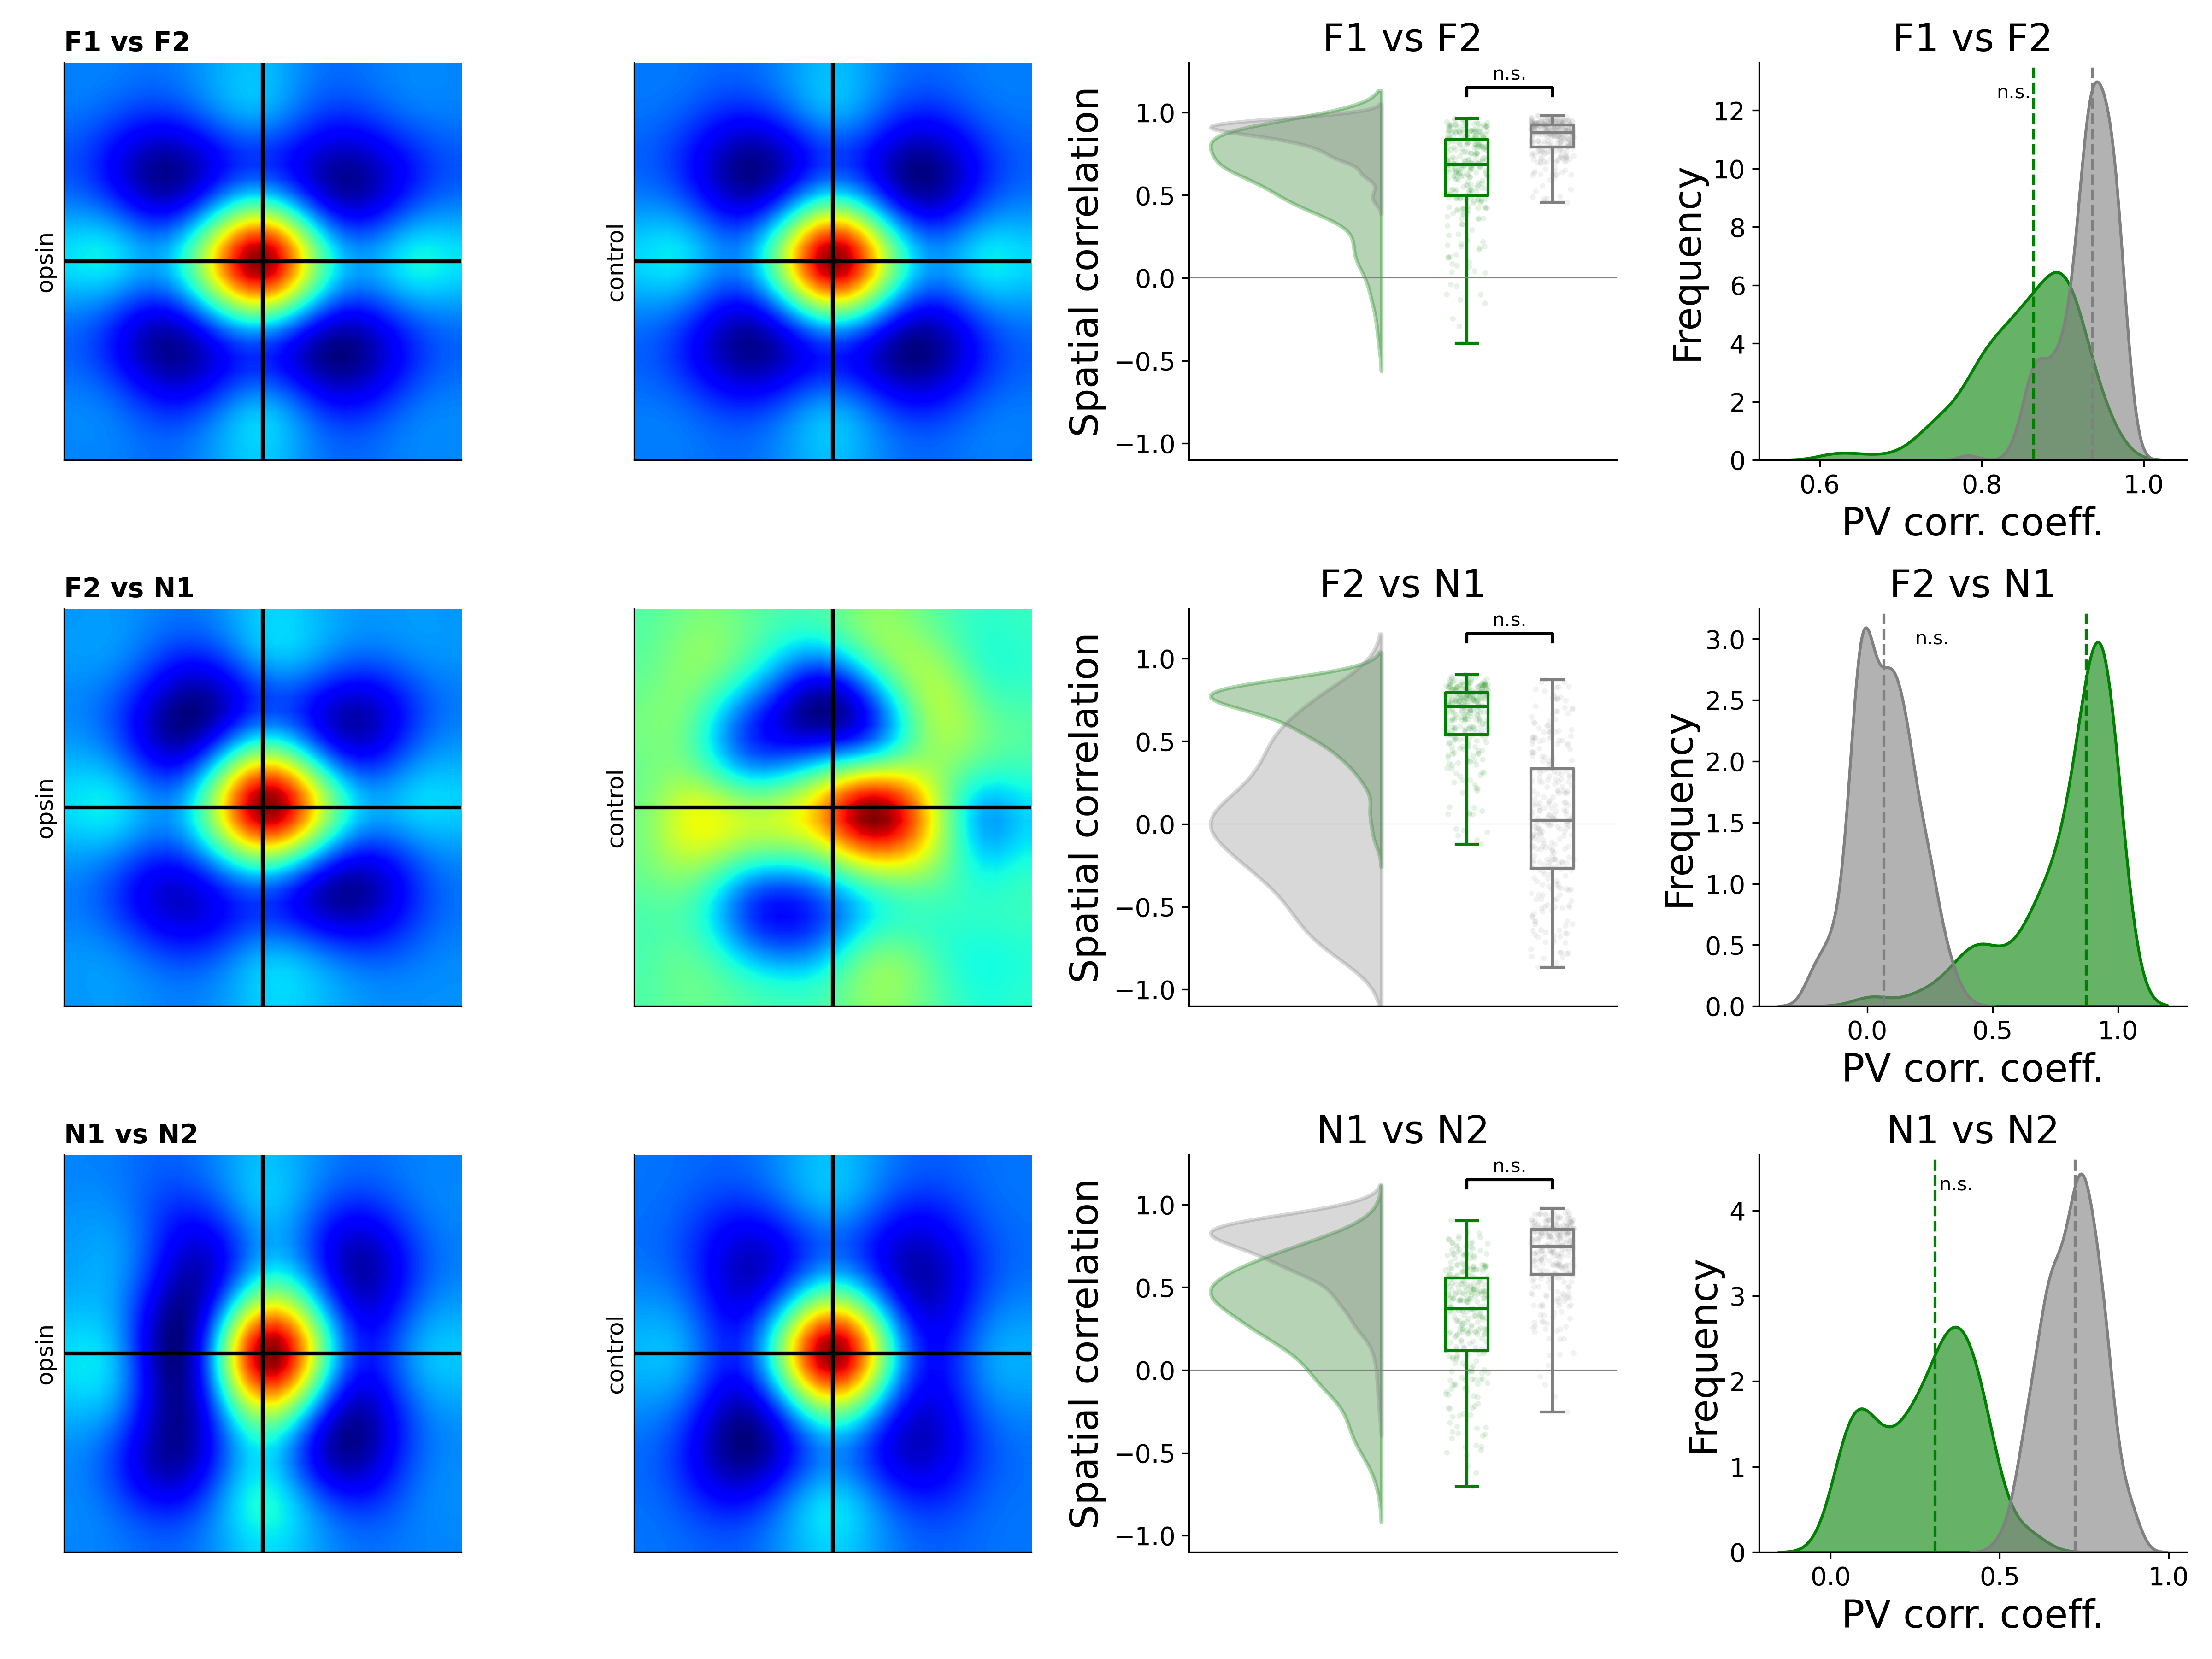 F1 vs F2
opsin
control
F1 vs F2
n.s.
Spatial correlation
1.0
0.5
0.0
−0.5
−1.0
F1 vs F2
n.s.
Frequency
12
10
8
6
4
2
0
0.6 0.8 1.0
PV corr. coeff.
F2 vs N1
opsin
control
F2 vs N1
n.s.
Spatial correlation
1.0
0.5
0.0
−0.5
−1.0
F2 vs N1
n.s.
Frequency
3.0
2.5
2.0
1.5
1.0
0.5
0.0
0.0 0.5 1.0
PV corr. coeff.
N1 vs N2
opsin
control
N1 vs N2
n.s.
Spatial correlation
1.0
0.5
0.0
−0.5
−1.0
N1 vs N2
n.s.
Frequency
4
3
2
1
0
0.0 0.5 1.0
PV corr. coeff.